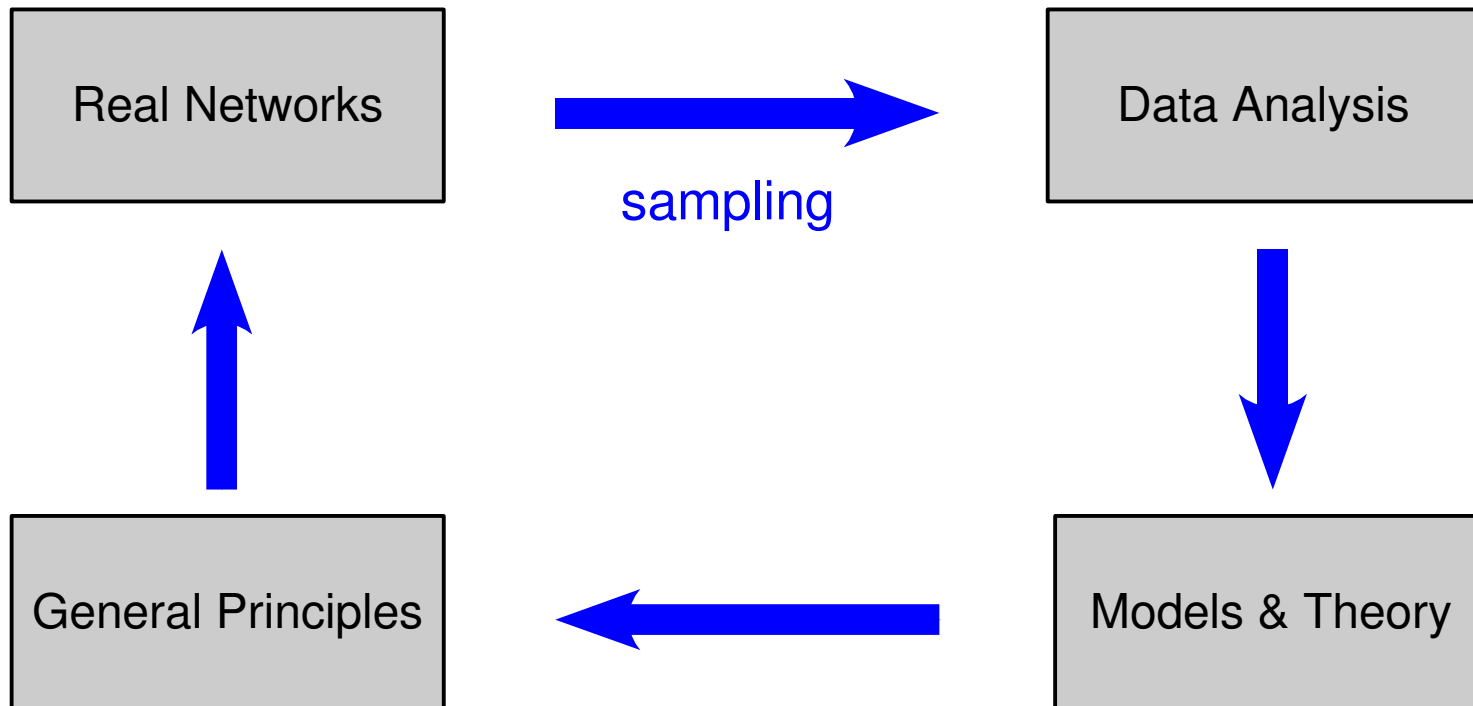 Real Networks
Data Analysis
sampling
General Principles
Models & Theory